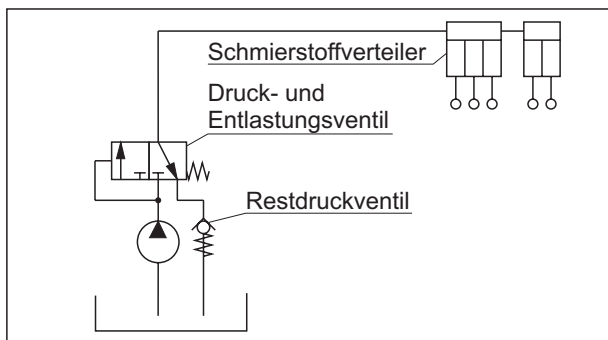 Schmierstoffverteiler
Druck- und
Entlastungsventil
Restdruckventil